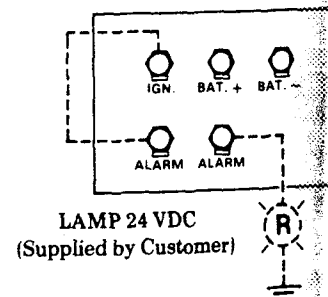 IGN. BAT. + BAT. -
ALARM ALARM
R
LAMP 24 VDC
(Supplied by Customer)